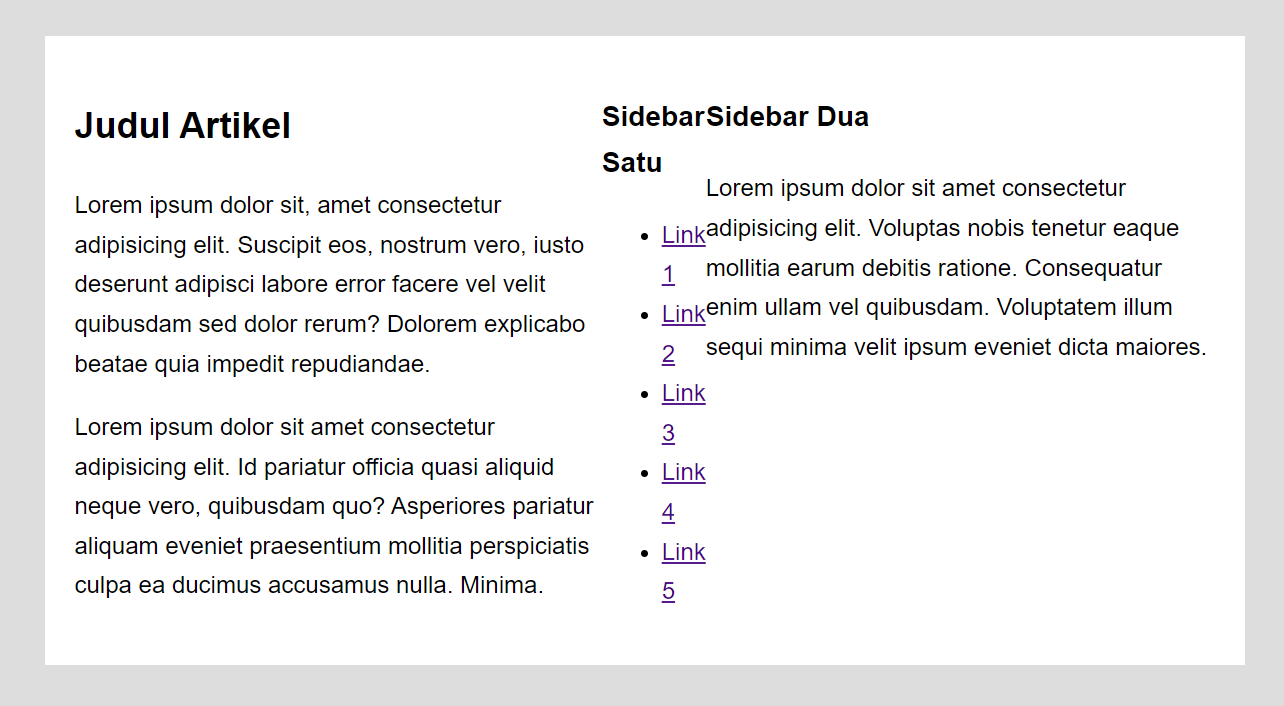 Judul Artikel
Lorem ipsum dolor sit, amet consectetur
adipisicing elit. Suscipit eos, nostrum vero, iusto
deserunt adipisci labore error facere vel velit
quibusdam sed dolor rerum? Dolorem explicabo
beatae quia impedit repudiandae.
Lorem ipsum dolor sit amet consectetur
adipisicing elit. Id pariatur officia quasi aliquid
neque vero, quibusdam quo? Asperiores pariatur
aliquam eveniet praesentium mollitia perspiciatis
culpa ea ducimus accusamus nulla. Minima.
Sidebar
Satu
Link
1
Link
2
Link
3
Link
4
Link
5
Sidebar Dua
Lorem ipsum dolor sit amet consectetur
adipisicing elit. Voluptas nobis tenetur eaque
mollitia earum debitis ratione. Consequatur
enim ullam vel quibusdam. Voluptatem illum
sequi minima velit ipsum eveniet dicta maiores.